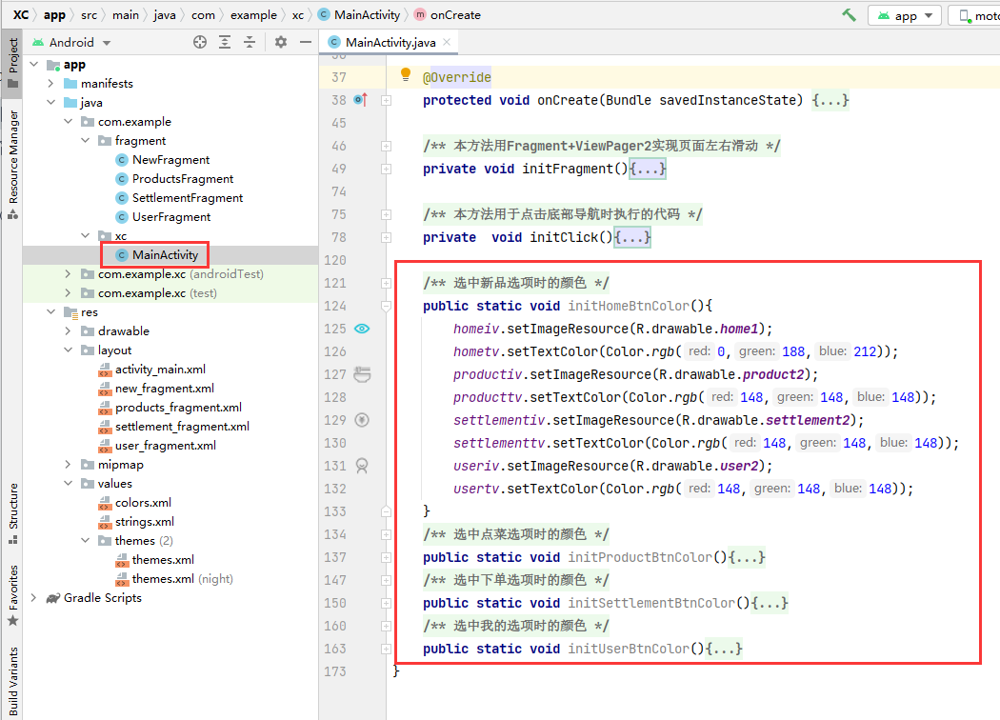 XC app src main java com example xc MainActivity onCreate app moto
Android MainActivity.java
Project
Resource Manager
Structure
Favorites
Build Variants
app
manifests
java
com.example
fragment
NewFragment
ProductsFragment
SettlementFragment
UserFragment
xc
MainActivity
com.example.xc (androidTest)
com.example.xc (test)
res
drawable
layout
activity_main.xml
new_fragment.xml
products_fragment.xml
settlement_fragment.xml
user_fragment.xml
mipmap
values
colors.xml
strings.xml
themes (2)
themes.xml
themes.xml (night)
Gradle Scripts
36
37 @Override
38 protected void onCreate(Bundle savedInstanceState) {...}
45
46 /** 本方法用Fragment+ViewPager2实现页面左右滑动 */
49 private void initFragment(){...}
74
75 /** 本方法用于点击底部导航时执行的代码 */
78 private  void initClick(){...}
120
121 /** 选中新品选项时的颜色 */
124 public static void initHomeBtnColor(){
125 homeiv.setImageResource(R.drawable.home1);
126 hometv.setTextColor(Color.rgb( red: 0, green: 188, blue: 212));
127 productiv.setImageResource(R.drawable.product2);
128 producttv.setTextColor(Color.rgb( red: 148, green: 148, blue: 148));
129 settlementiv.setImageResource(R.drawable.settlement2);
130 settlementtv.setTextColor(Color.rgb( red: 148, green: 148, blue: 148));
131 useriv.setImageResource(R.drawable.user2);
132 usertv.setTextColor(Color.rgb( red: 148, green: 148, blue: 148));
133 }
134 /** 选中点菜选项时的颜色 */
137 public static void initProductBtnColor(){...}
147 /** 选中下单选项时的颜色 */
150 public static void initSettlementBtnColor(){...}
160 /** 选中我的选项时的颜色 */
163 public static void initUserBtnColor(){...}
173 }